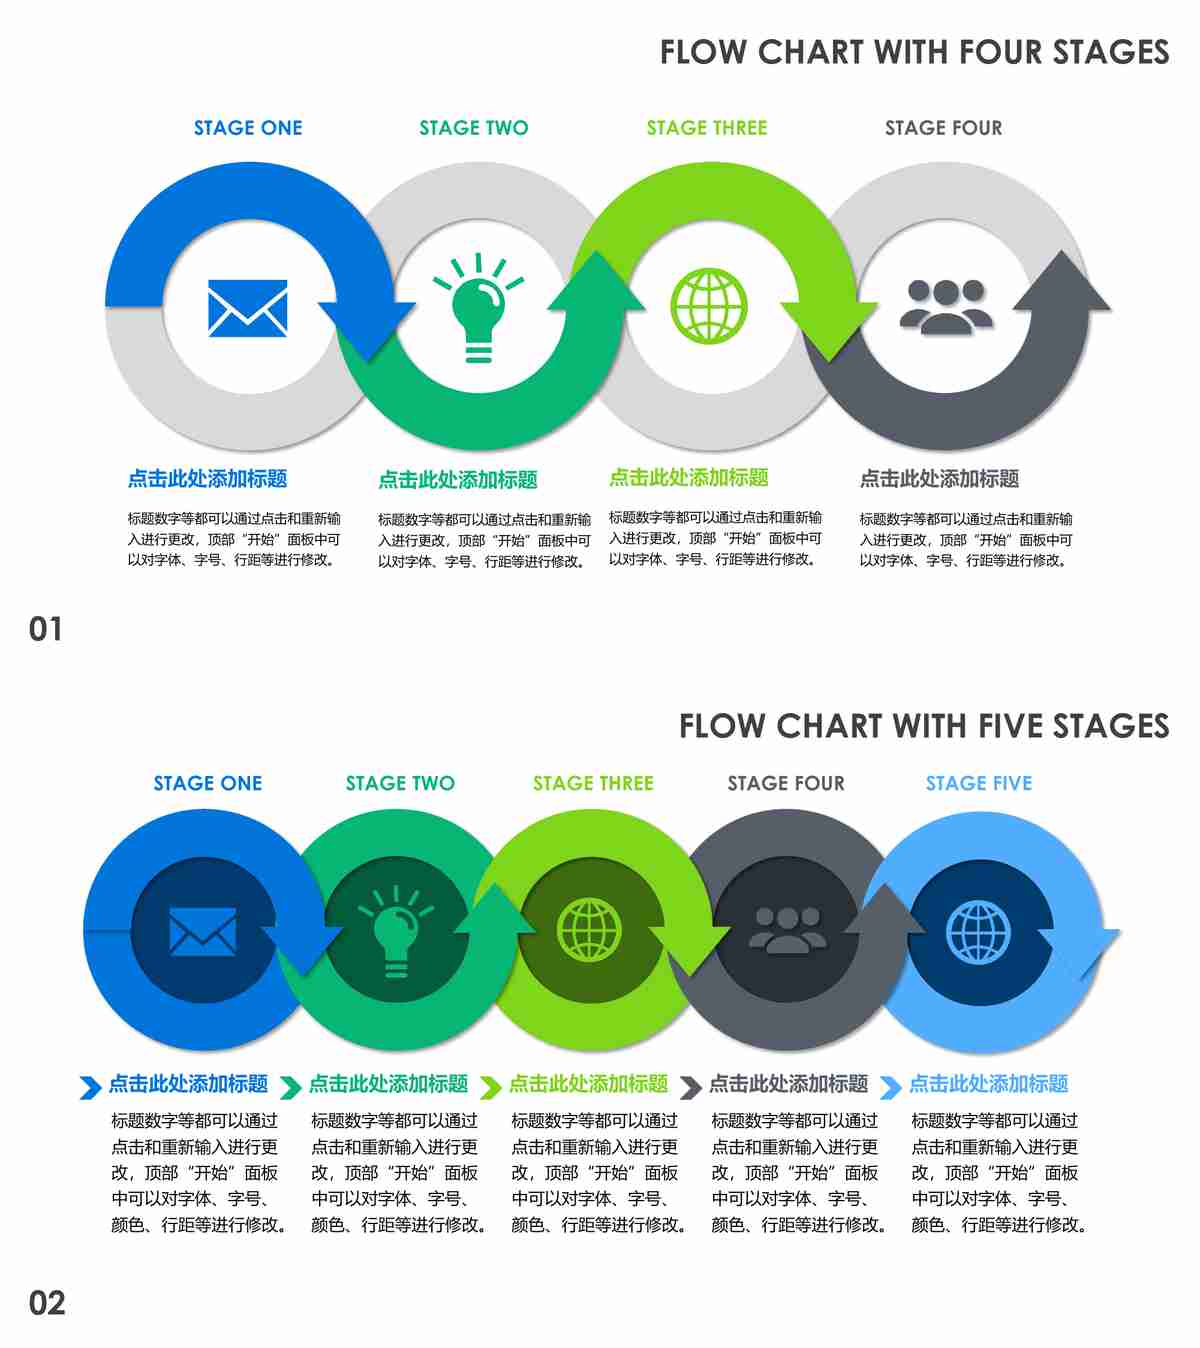 FLOW CHART WITH FOUR STAGES
STAGE ONE
STAGE TWO
STAGE THREE
STAGE FOUR
点击此处添加标题
标题数字等都可以通过点击和重新输
入进行更改，顶部“开始”面板中可
以对字体、字号、行距等进行修改。
点击此处添加标题
标题数字等都可以通过点击和重新输
入进行更改，顶部“开始”面板中可
以对字体、字号、行距等进行修改。
点击此处添加标题
标题数字等都可以通过点击和重新输
入进行更改，顶部“开始”面板中可
以对字体、字号、行距等进行修改。
点击此处添加标题
标题数字等都可以通过点击和重新输
入进行更改，顶部“开始”面板中可
以对字体、字号、行距等进行修改。
01
FLOW CHART WITH FIVE STAGES
STAGE ONE
STAGE TWO
STAGE THREE
STAGE FOUR
STAGE FIVE
点击此处添加标题
标题数字等都可以通过
点击和重新输入进行更
改，顶部“开始”面板
中可以对字体、字号、
颜色、行距等进行修改。
点击此处添加标题
标题数字等都可以通过
点击和重新输入进行更
改，顶部“开始”面板
中可以对字体、字号、
颜色、行距等进行修改。
点击此处添加标题
标题数字等都可以通过
点击和重新输入进行更
改，顶部“开始”面板
中可以对字体、字号、
颜色、行距等进行修改。
点击此处添加标题
标题数字等都可以通过
点击和重新输入进行更
改，顶部“开始”面板
中可以对字体、字号、
颜色、行距等进行修改。
点击此处添加标题
标题数字等都可以通过
点击和重新输入进行更
改，顶部“开始”面板
中可以对字体、字号、
颜色、行距等进行修改。
02